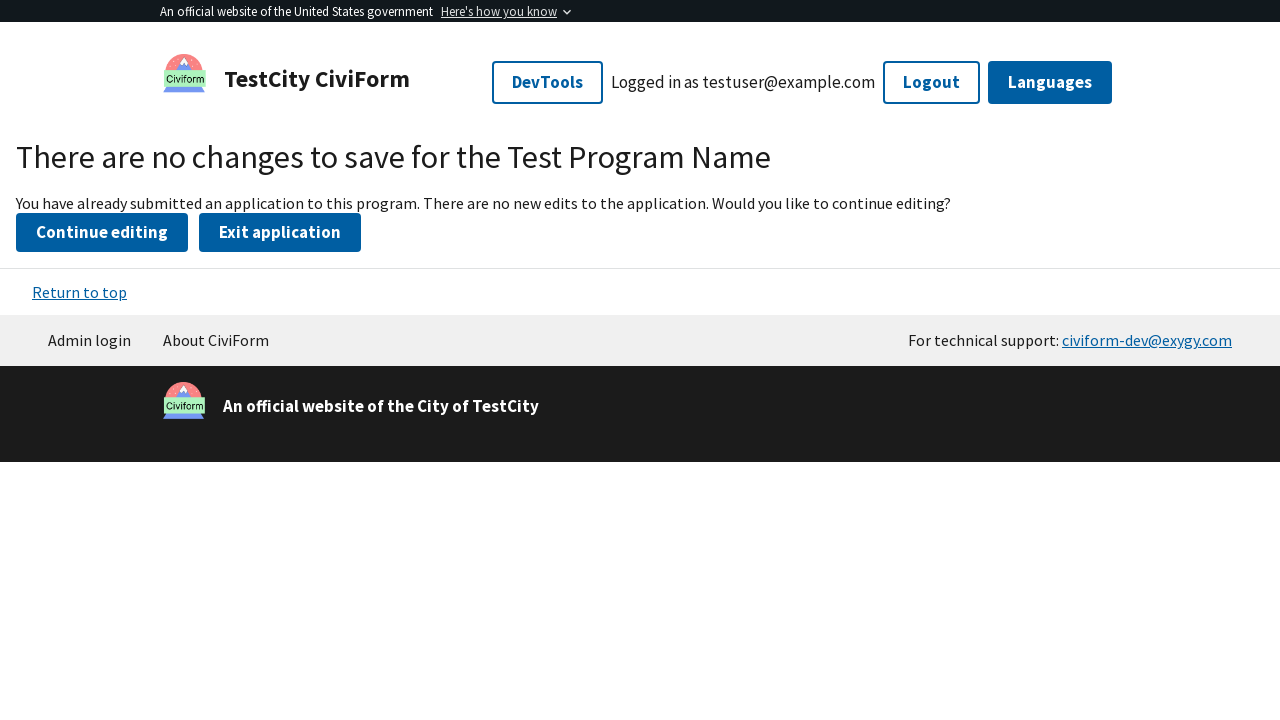 An official website of the United States government Here's how you know
Civiform
TestCity CiviForm
DevTools
Logged in as testuser@example.com
Logout
Languages
There are no changes to save for the Test Program Name
You have already submitted an application to this program. There are no new edits to the application. Would you like to continue editing?
Continue editing
Exit application
Return to top
Admin login
About CiviForm
For technical support: civiform-dev@exygy.com
Civiform
An official website of the City of TestCity